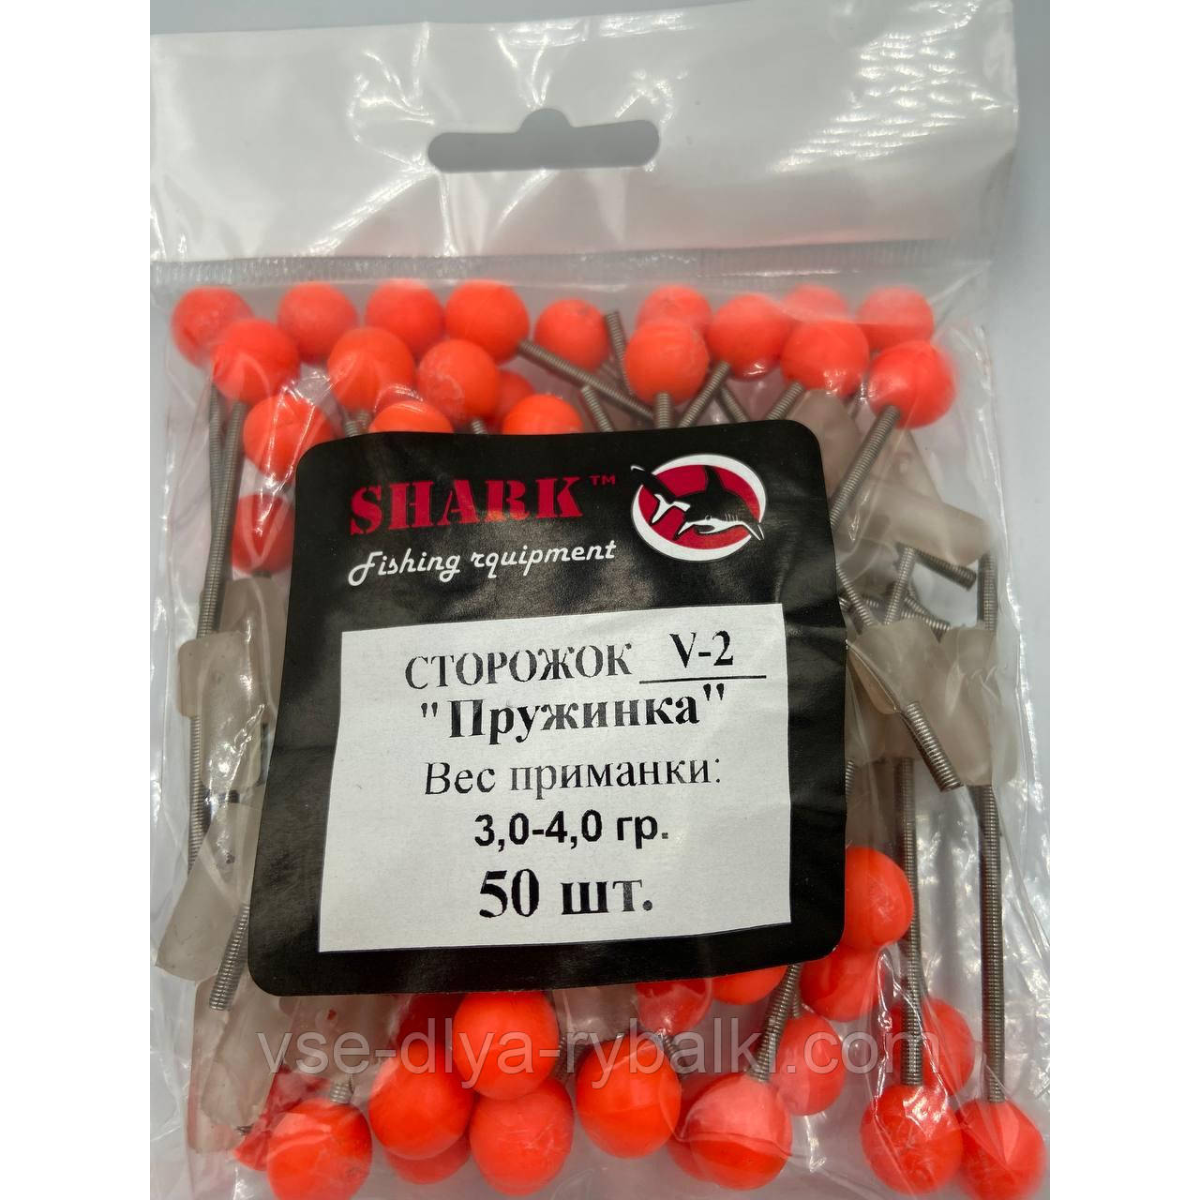 SHARK™
Fishing rquipment
СТОРОЖОК V-2
"Пружинка"
Вес приманки:
3,0-4,0 гр.
50 шт.
vse-dlya-rybalki.com